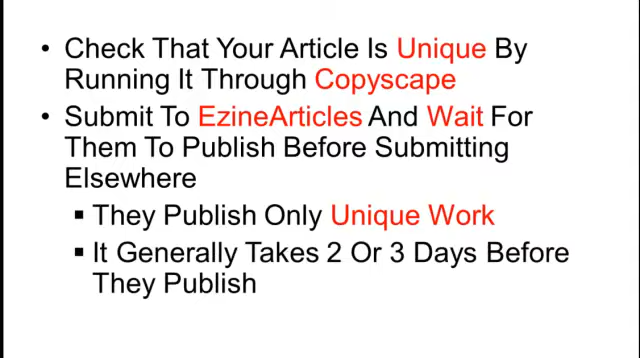 • Check That Your Article Is Unique By
Running It Through Copyscape
• Submit To EzineArticles And Wait For
Them To Publish Before Submitting
Elsewhere
▪ They Publish Only Unique Work
▪ It Generally Takes 2 Or 3 Days Before
They Publish